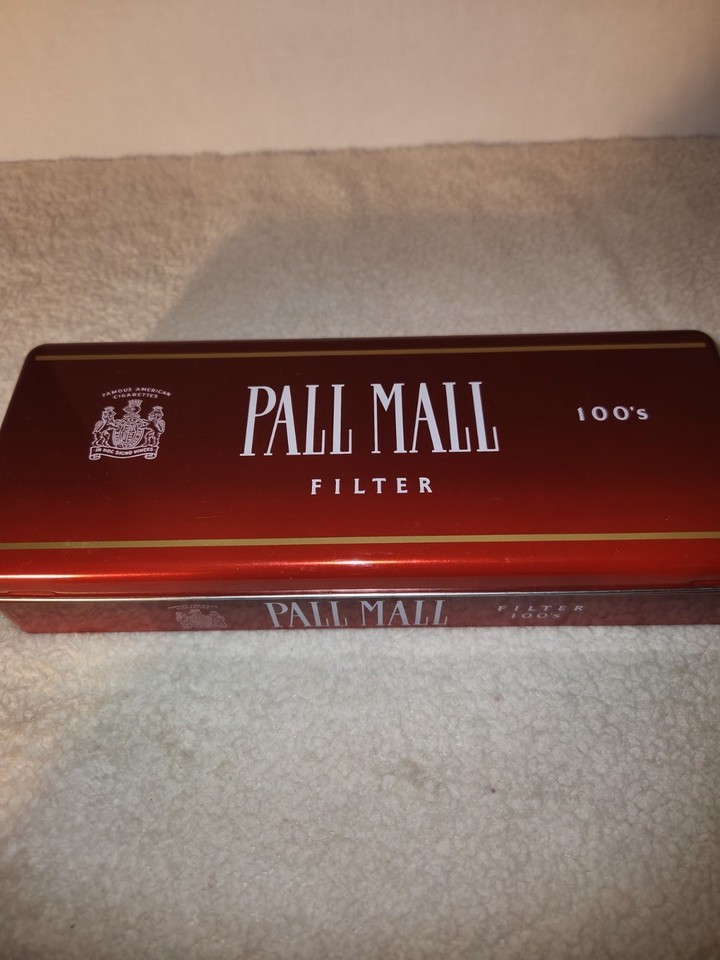 FAMOUS AMERICAN
CIGARETTES
IN HOC SIGNO VINCES
PALL MALL
FILTER
100's
PALL MALL
FILTER
100's